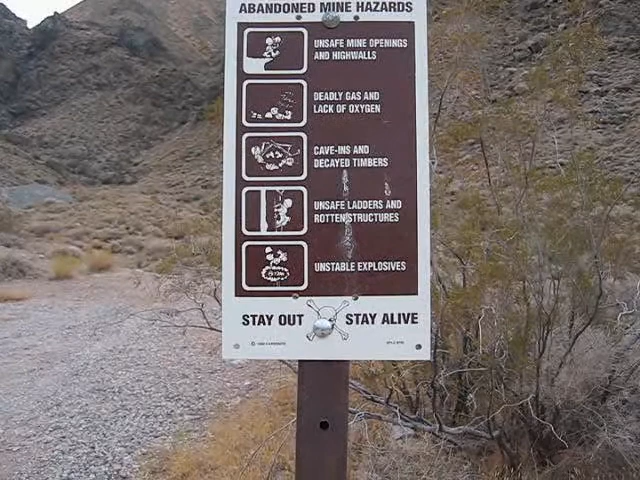 ABANDONED MINE HAZARDS
UNSAFE MINE OPENINGS
AND HIGHWALLS
DEADLY GAS AND
LACK OF OXYGEN
CAVE-INS AND
DECAYED TIMBERS
UNSAFE LADDERS AND
ROTTEN STRUCTURES
UNSTABLE EXPLOSIVES
STAY OUT STAY ALIVE